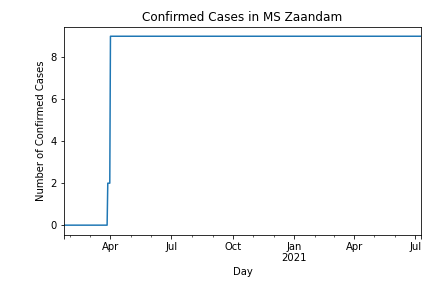 Confirmed Cases in MS Zaandam
Number of Confirmed Cases
8
6
4
2
0
Apr Jul Oct Jan Apr Jul
2021
Day